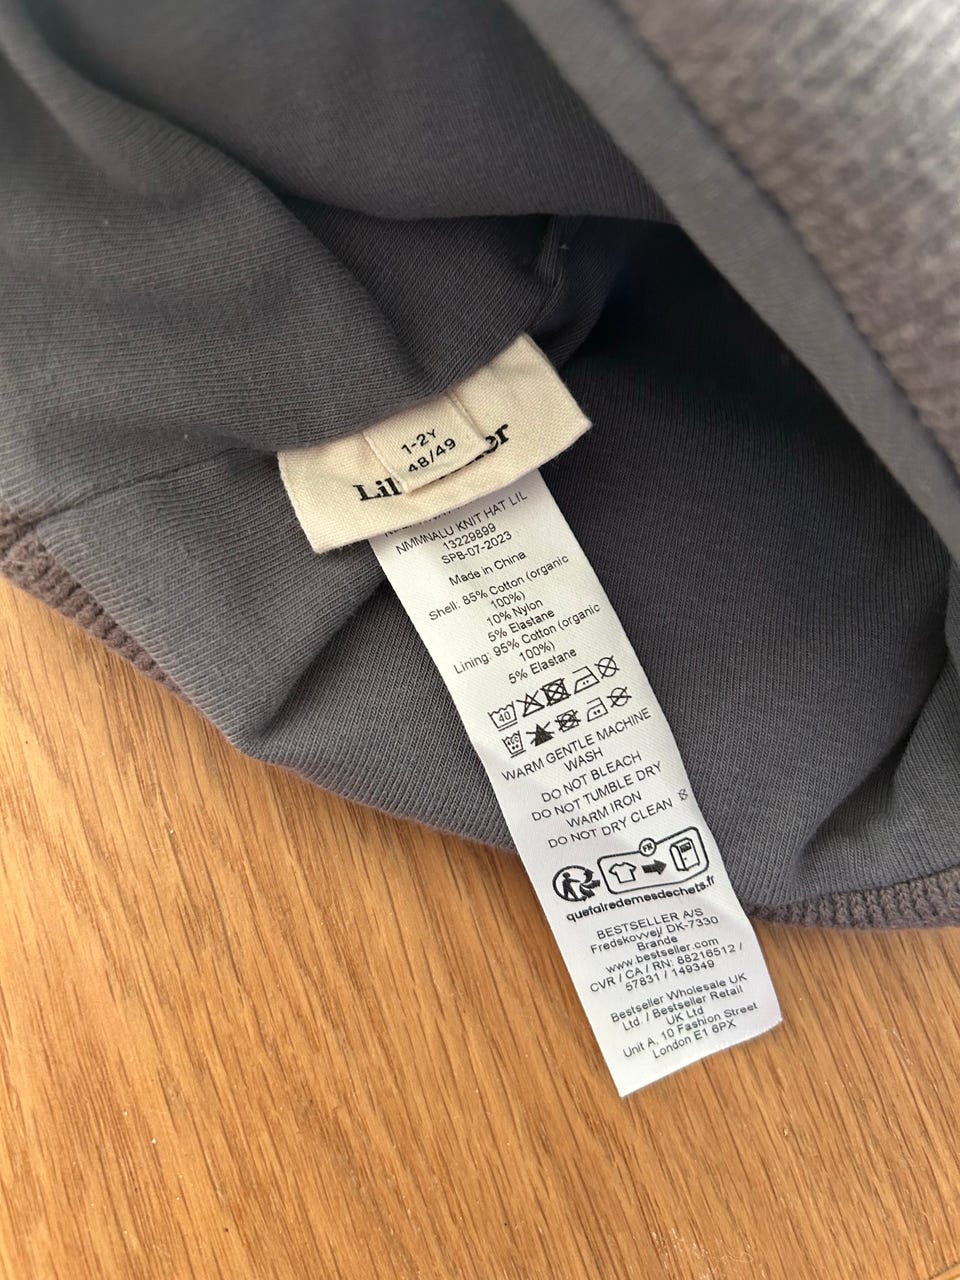 1-2Y
48/49
Lil er
NMMNALU KNIT HAT LIL
13229899
SPB-07-2023
Made in China
Shell: 85% Cotton (organic
100%)
10% Nylon
5% Elastane
Lining: 95% Cotton (organic
100%)
5% Elastane
40
WARM GENTLE MACHINE
WASH
DO NOT BLEACH
DO NOT TUMBLE DRY
WARM IRON
DO NOT DRY CLEAN
FR
quefairedemesdechets.fr
BESTSELLER A/S
Fredskovvej/ DK-7330
Brande
www.bestseller.com
CVR / CA / RN: 88216512 /
57831 / 149349
Bestseller Wholesale UK
Ltd. / Bestseller Retail
UK Ltd
Unit A, 10 Fashion Street
London E1 6PX